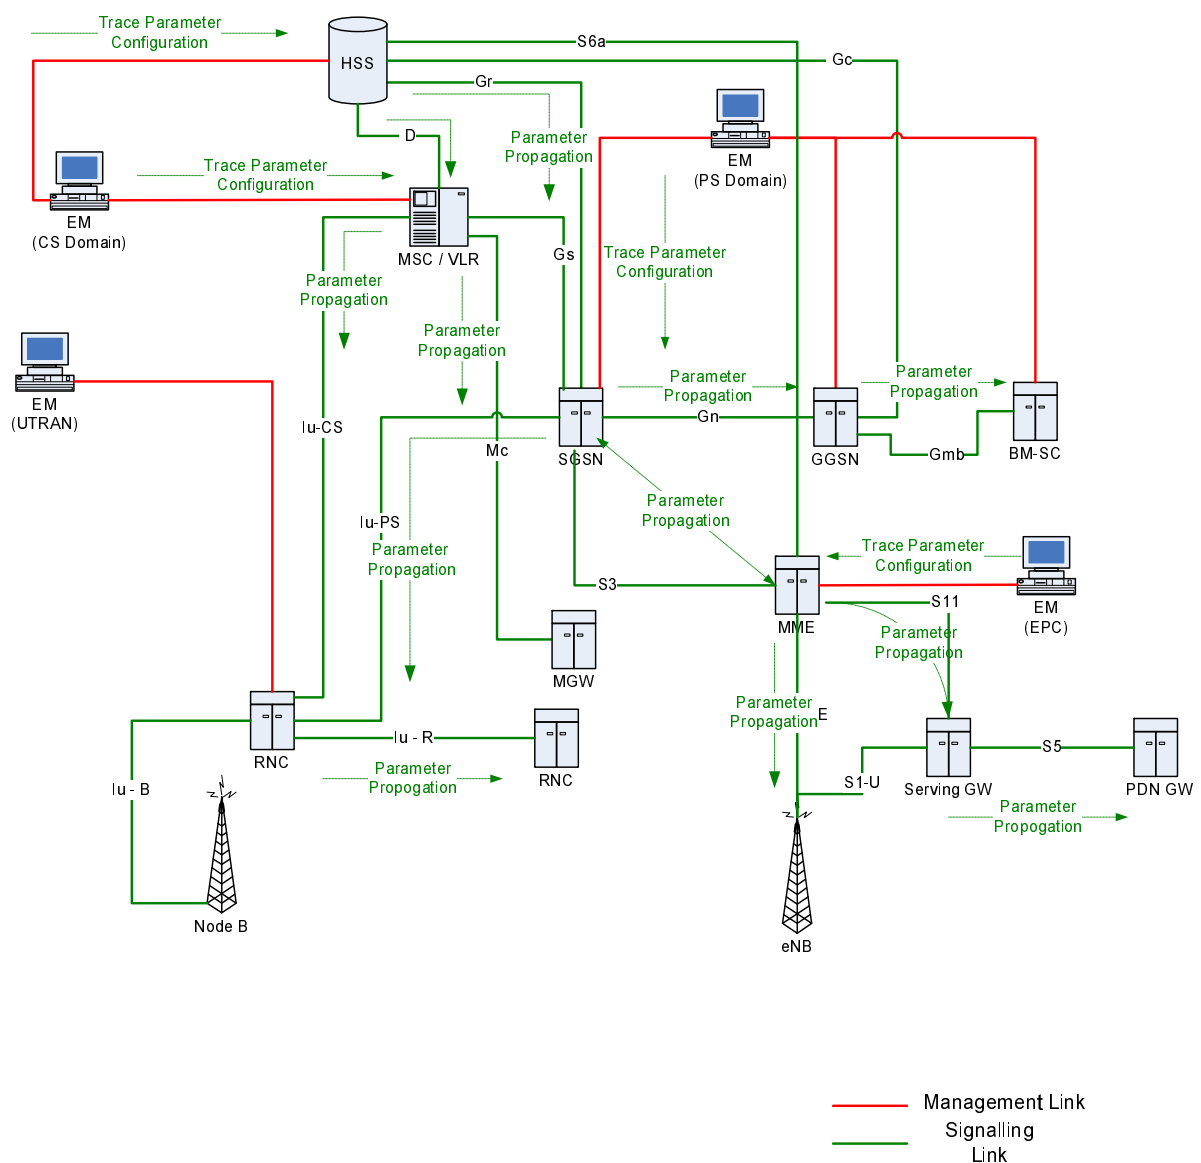 Trace Parameter
Configuration
HSS
S6a
Gc
Gr
D
Parameter
Propagation
EM
(PS Domain)
Trace Parameter
Configuration
EM
(CS Domain)
MSC / VLR
Gs
Trace Parameter
Configuration
Parameter
Propagation
Parameter
Propagation
EM
(UTRAN)
Parameter
Propagation
Parameter
Propagation
Iu-CS
Gn
Mc
SGSN
GGSN
Gmb
BM-SC
Iu-PS
Parameter
Propagation
Parameter
Propagation
Trace Parameter
Configuration
S3
S11
EM
(EPC)
MME
Parameter
Propagation
MGW
Parameter
Propagation
E
Iu - R
S5
RNC
Parameter
Propogation
RNC
Iu - B
S1-U
Serving GW
PDN GW
Parameter
Propogation
Node B
eNB
Management Link
Signalling
Link